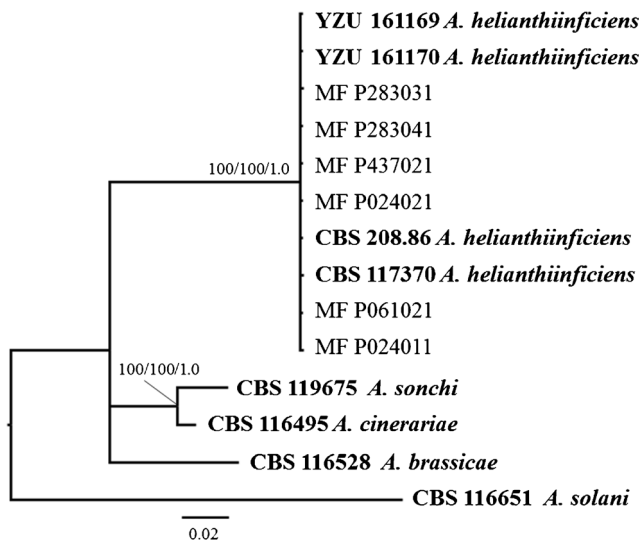 YZU 161169 A. helianthiinficiens
YZU 161170 A. helianthiinficiens
MF P283031
MF P283041
MF P437021
100/100/1.0
MF P024021
CBS 208.86 A. helianthiinficiens
CBS 117370 A. helianthiinficiens
MF P061021
MF P024011
100/100/1.0
CBS 119675 A. sonchi
CBS 116495 A. cinerariae
CBS 116528 A. brassicae
CBS 116651 A. solani
0.02